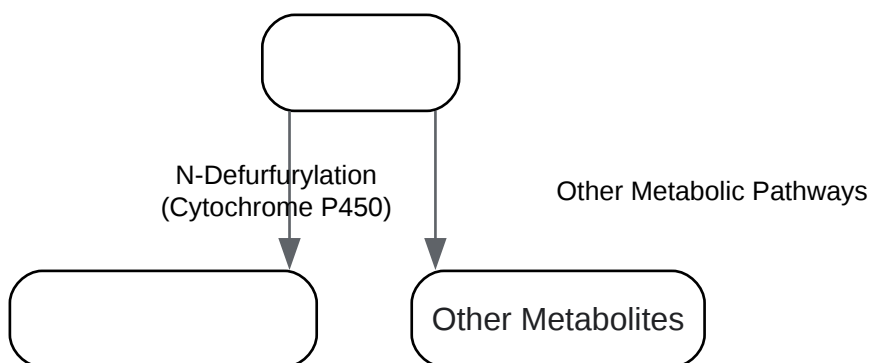 N-Defurfurylation
(Cytochrome P450)
Other Metabolic Pathways
Other Metabolites